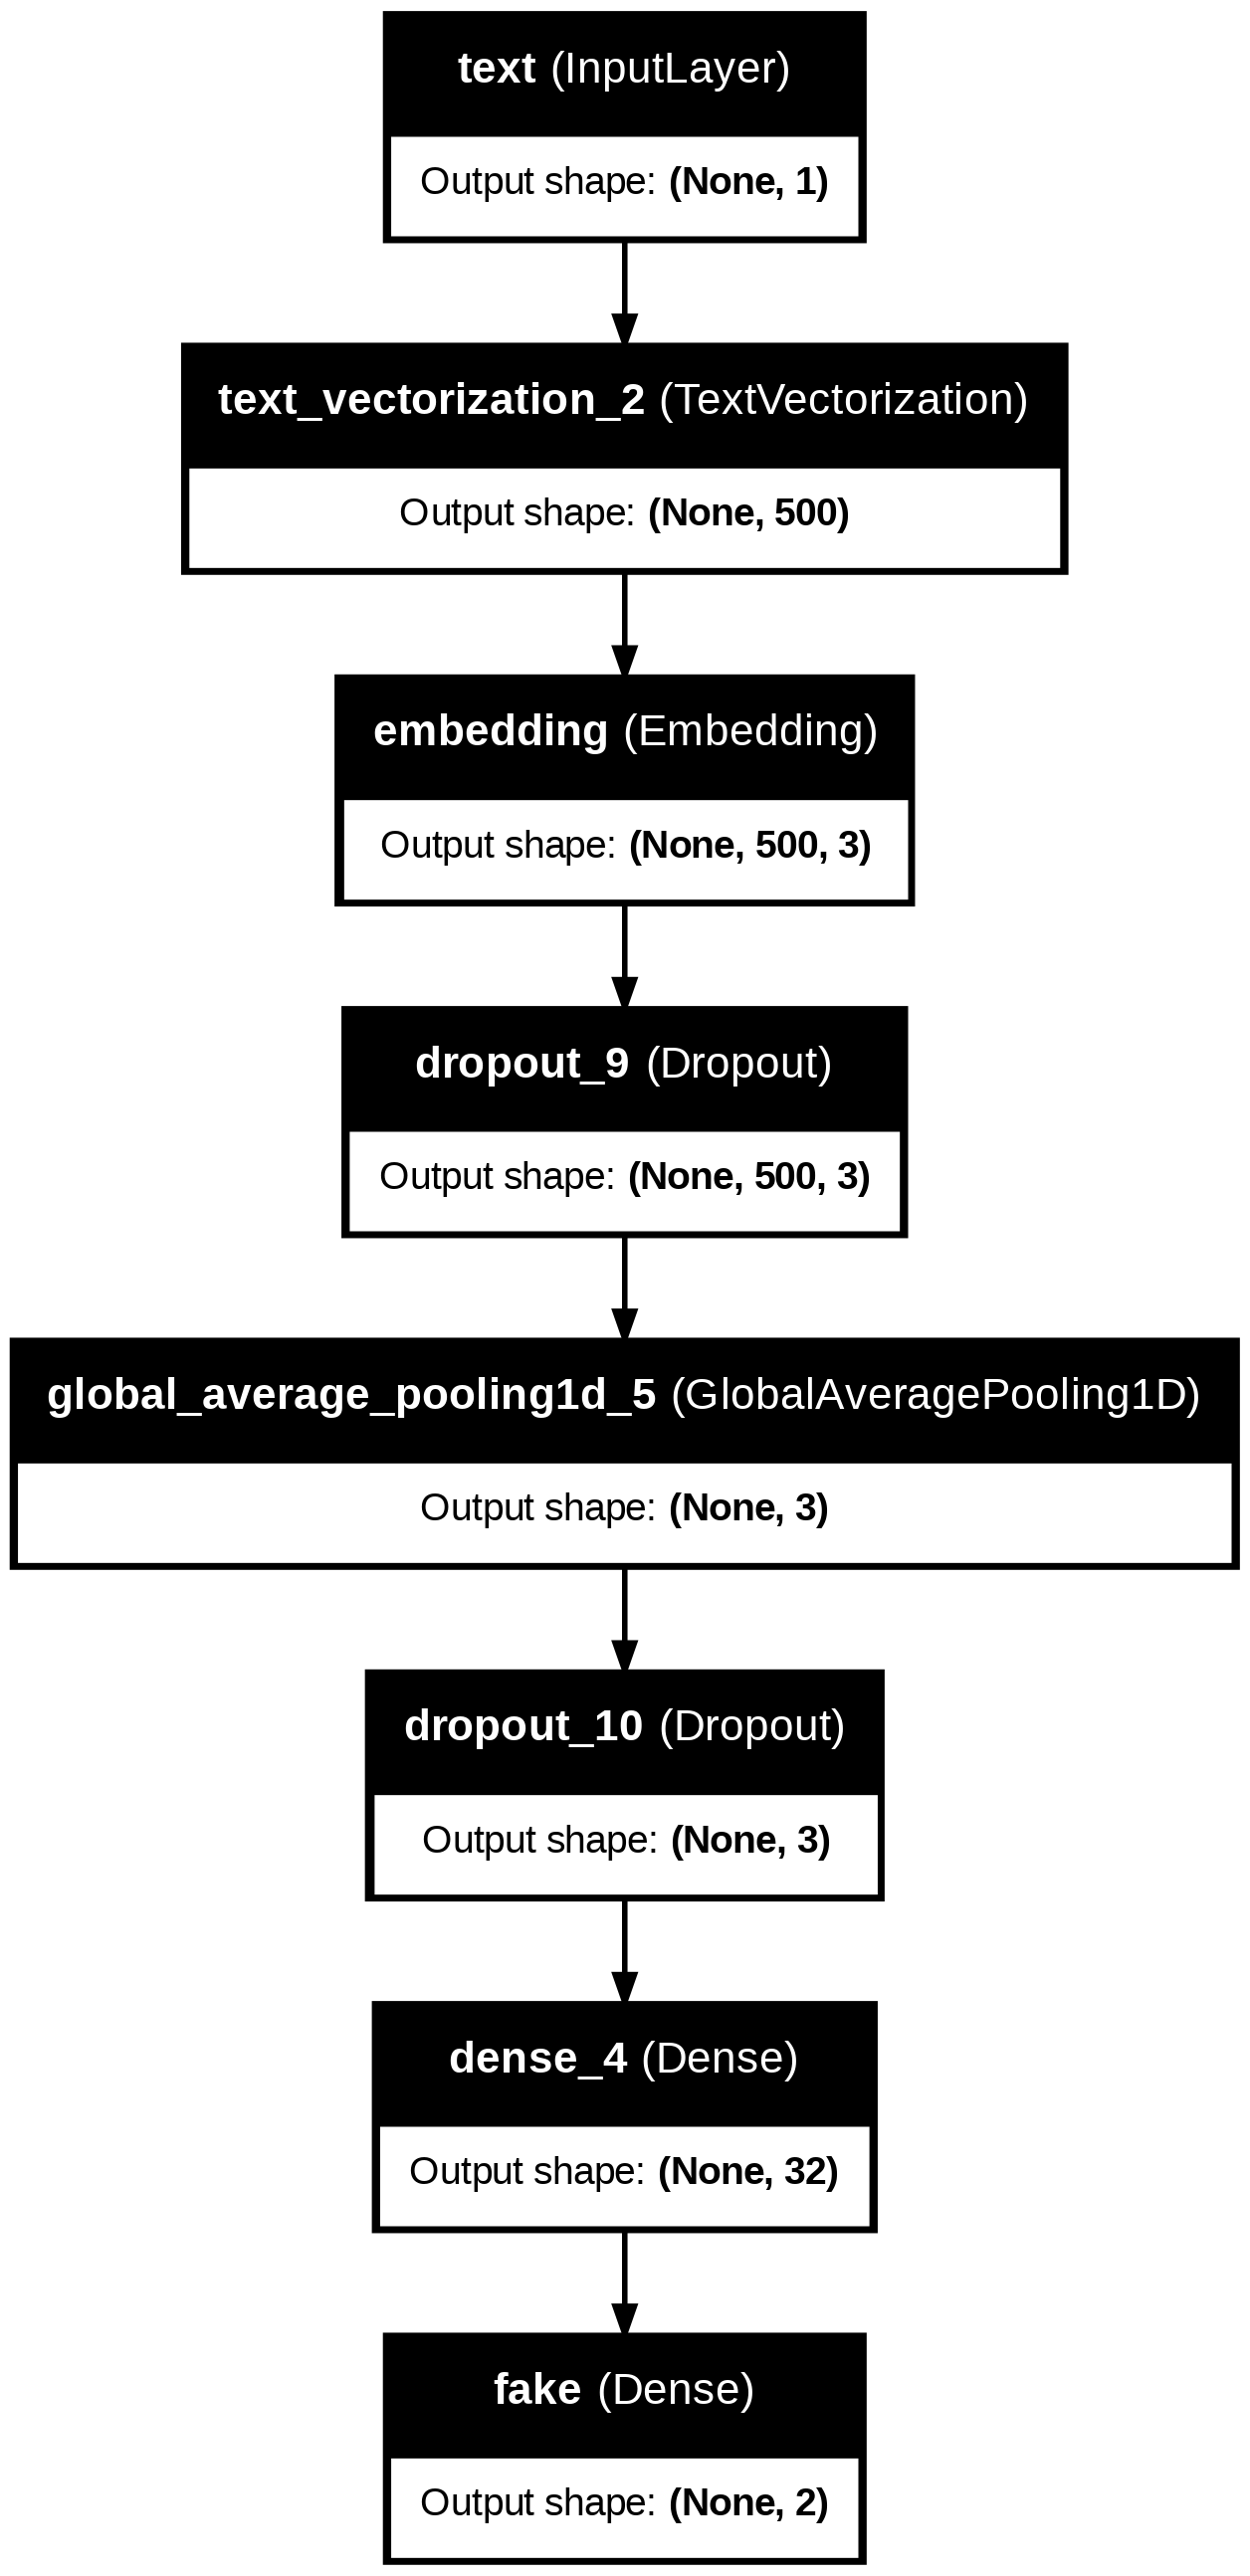 text (InputLayer)
Output shape: (None, 1)
text_vectorization_2 (TextVectorization)
Output shape: (None, 500)
embedding (Embedding)
Output shape: (None, 500, 3)
dropout_9 (Dropout)
Output shape: (None, 500, 3)
global_average_pooling1d_5 (GlobalAveragePooling1D)
Output shape: (None, 3)
dropout_10 (Dropout)
Output shape: (None, 3)
dense_4 (Dense)
Output shape: (None, 32)
fake (Dense)
Output shape: (None, 2)